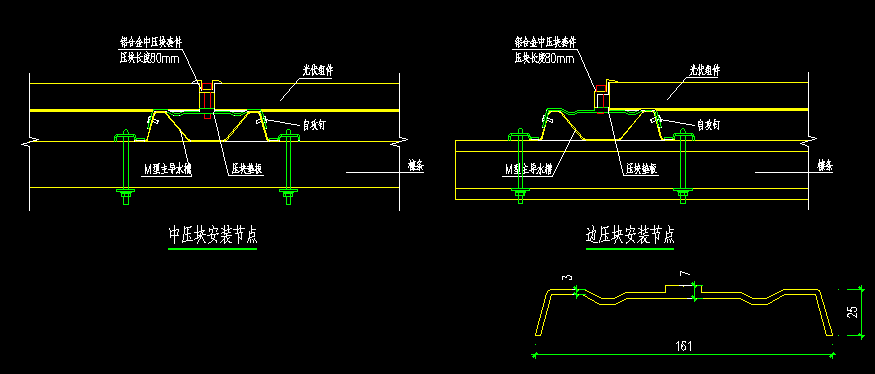 铝合金中压块套件
压块长度80mm
光伏组件
自攻钉
M型主导水槽
压块垫板
檩条
中压块安装节点
铝合金中压块套件
压块长度80mm
光伏组件
自攻钉
M型主导水槽
压块垫板
檩条
边压块安装节点
3
7
25
161